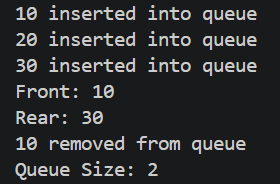 10 inserted into queue
20 inserted into queue
30 inserted into queue
Front: 10
Rear: 30
10 removed from queue
Queue Size: 2